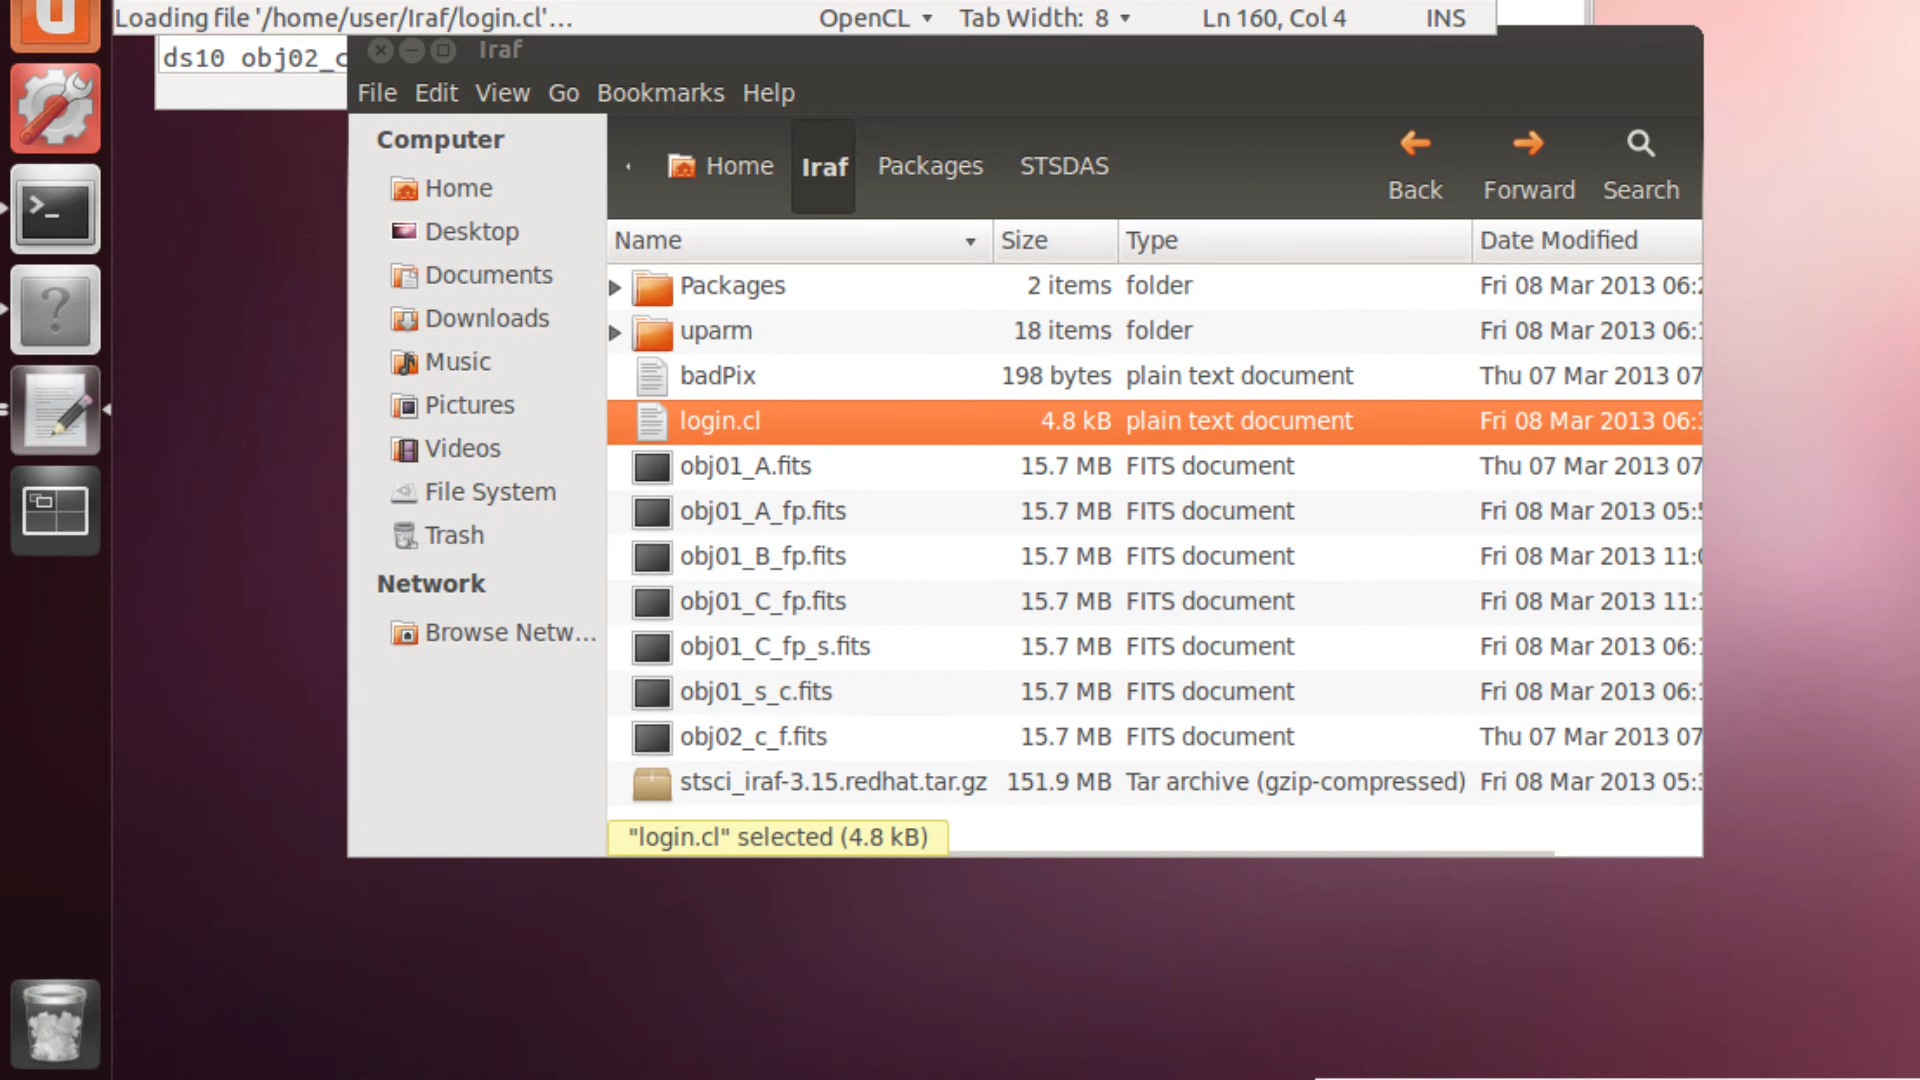 Loading file '/home/user/Iraf/login.cl'... OpenCL Tab Width: 8 Ln 160, Col 4 INS
ds10 obj02_c
Iraf
File Edit View Go Bookmarks Help
Computer
Home
Desktop
Documents
Downloads
Music
Pictures
Videos
File System
Trash
Network
Browse Netw...
Home Iraf Packages STSDAS
Back Forward Search
Name Size Type Date Modified
Packages 2 items folder Fri 08 Mar 2013 06:2
uparm 18 items folder Fri 08 Mar 2013 06:1
badPix 198 bytes plain text document Thu 07 Mar 2013 07
login.cl 4.8 kB plain text document Fri 08 Mar 2013 06:3
obj01_A.fits 15.7 MB FITS document Thu 07 Mar 2013 07
obj01_A_fp.fits 15.7 MB FITS document Fri 08 Mar 2013 05:5
obj01_B_fp.fits 15.7 MB FITS document Fri 08 Mar 2013 11:0
obj01_C_fp.fits 15.7 MB FITS document Fri 08 Mar 2013 11:1
obj01_C_fp_s.fits 15.7 MB FITS document Fri 08 Mar 2013 06:1
obj01_s_c.fits 15.7 MB FITS document Fri 08 Mar 2013 06:1
obj02_c_f.fits 15.7 MB FITS document Thu 07 Mar 2013 07
stsci_iraf-3.15.redhat.tar.gz 151.9 MB Tar archive (gzip-compressed) Fri 08 Mar 2013 05:3
"login.cl" selected (4.8 kB)